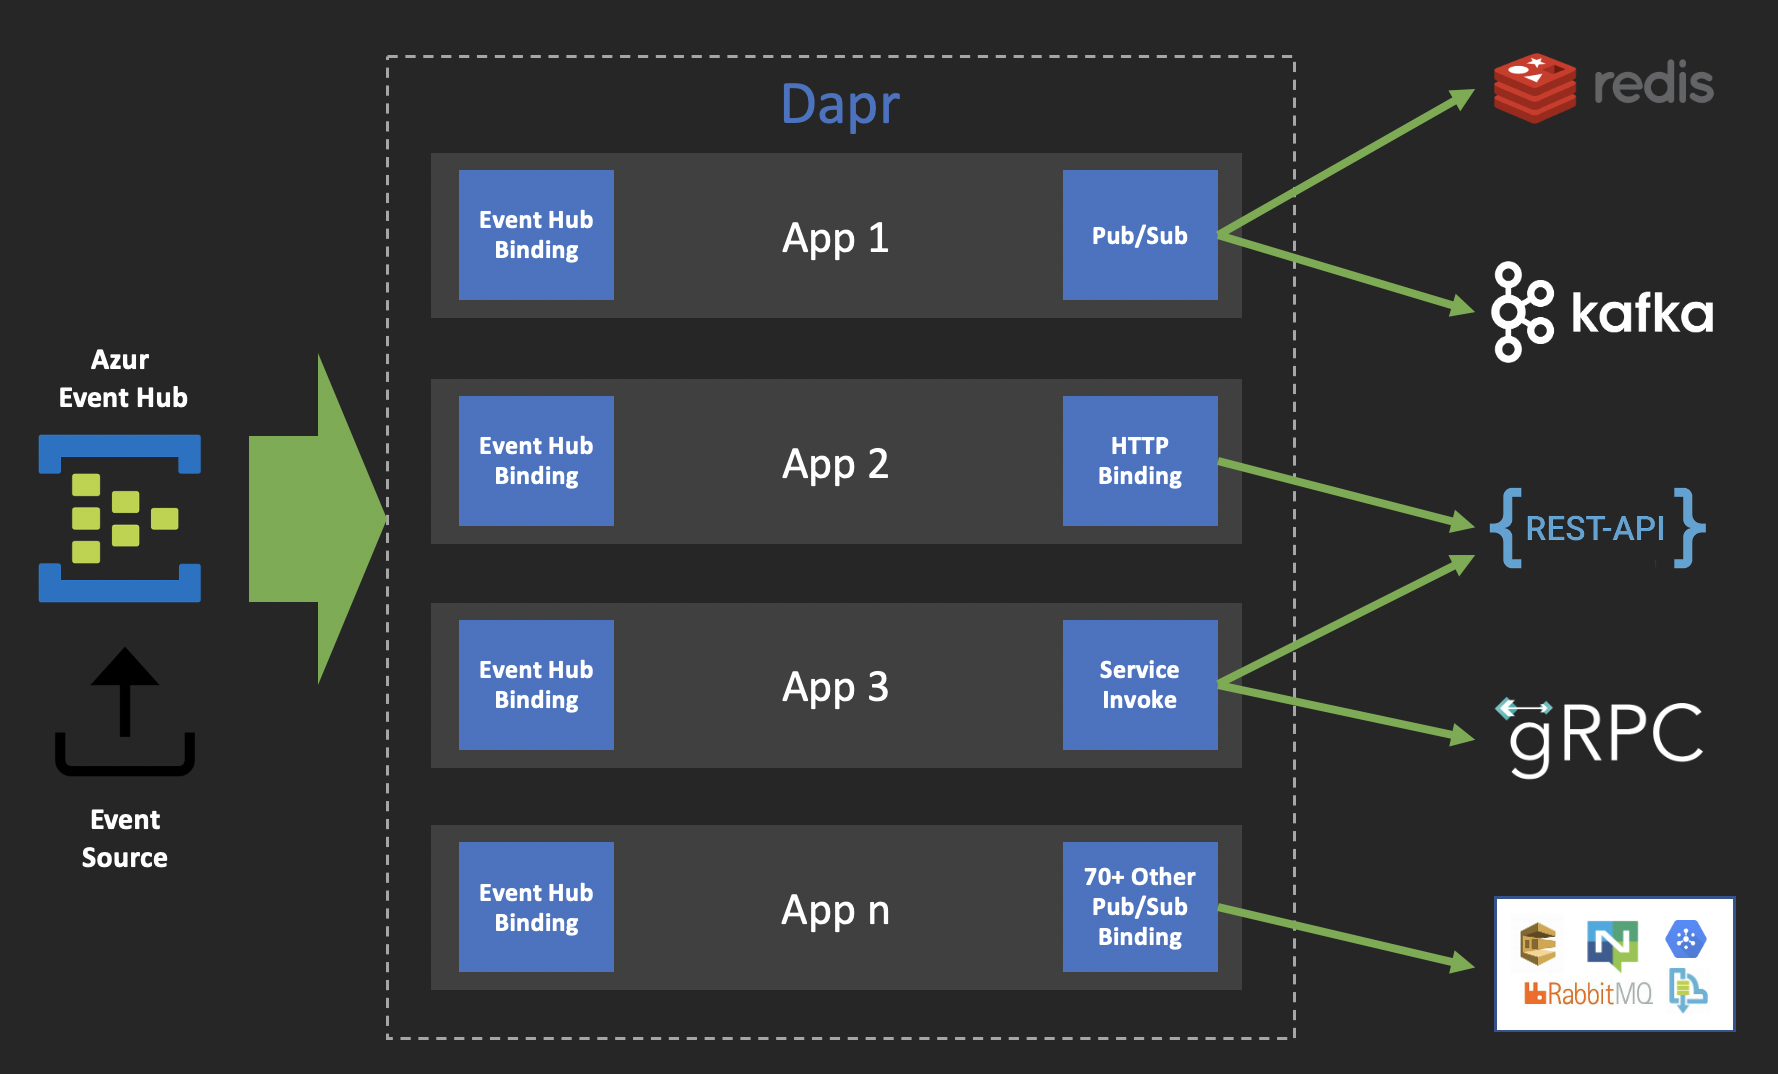 Dapr
Azur
Event Hub
Event
Source
Event Hub
Binding
App 1
Pub/Sub
Event Hub
Binding
App 2
HTTP
Binding
Event Hub
Binding
App 3
Service
Invoke
Event Hub
Binding
App n
70+ Other
Pub/Sub
Binding
redis
kafka
{REST-API}
gRPC
N
RabbitMQ